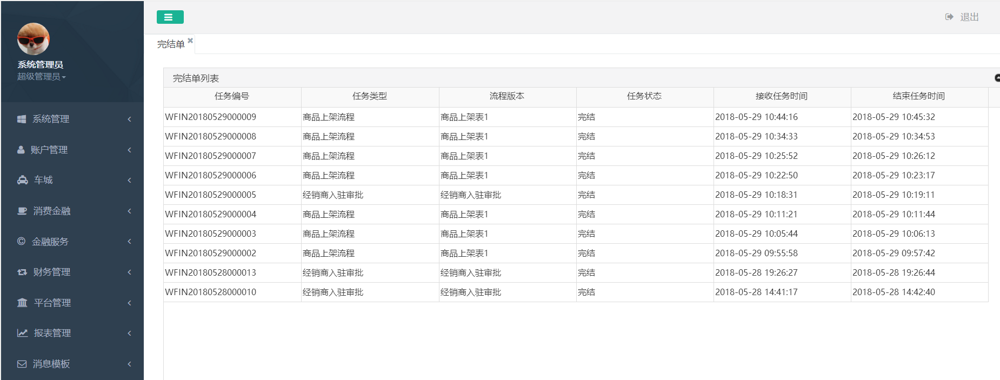 系统管理员
超级管理员
系统管理
账户管理
车城
消费金融
金融服务
财务管理
平台管理
报表管理
消息模板
退出
完结单
完结单列表
任务编号 任务类型 流程版本 任务状态 接收任务时间 结束任务时间
WFIN20180529000009 商品上架流程 商品上架表1 完结 2018-05-29 10:44:16 2018-05-29 10:45:32
WFIN20180529000008 商品上架流程 商品上架表1 完结 2018-05-29 10:34:33 2018-05-29 10:34:53
WFIN20180529000007 商品上架流程 商品上架表1 完结 2018-05-29 10:25:52 2018-05-29 10:26:12
WFIN20180529000006 商品上架流程 商品上架表1 完结 2018-05-29 10:22:50 2018-05-29 10:23:17
WFIN20180529000005 经销商入驻审批 经销商入驻审批 完结 2018-05-29 10:18:31 2018-05-29 10:19:11
WFIN20180529000004 商品上架流程 商品上架表1 完结 2018-05-29 10:11:21 2018-05-29 10:11:44
WFIN20180529000003 商品上架流程 商品上架表1 完结 2018-05-29 10:05:44 2018-05-29 10:06:13
WFIN20180529000002 商品上架流程 商品上架表1 完结 2018-05-29 09:55:58 2018-05-29 09:57:42
WFIN20180528000013 经销商入驻审批 经销商入驻审批 完结 2018-05-28 19:26:27 2018-05-28 19:26:44
WFIN20180528000010 经销商入驻审批 经销商入驻审批 完结 2018-05-28 14:41:17 2018-05-28 14:42:40